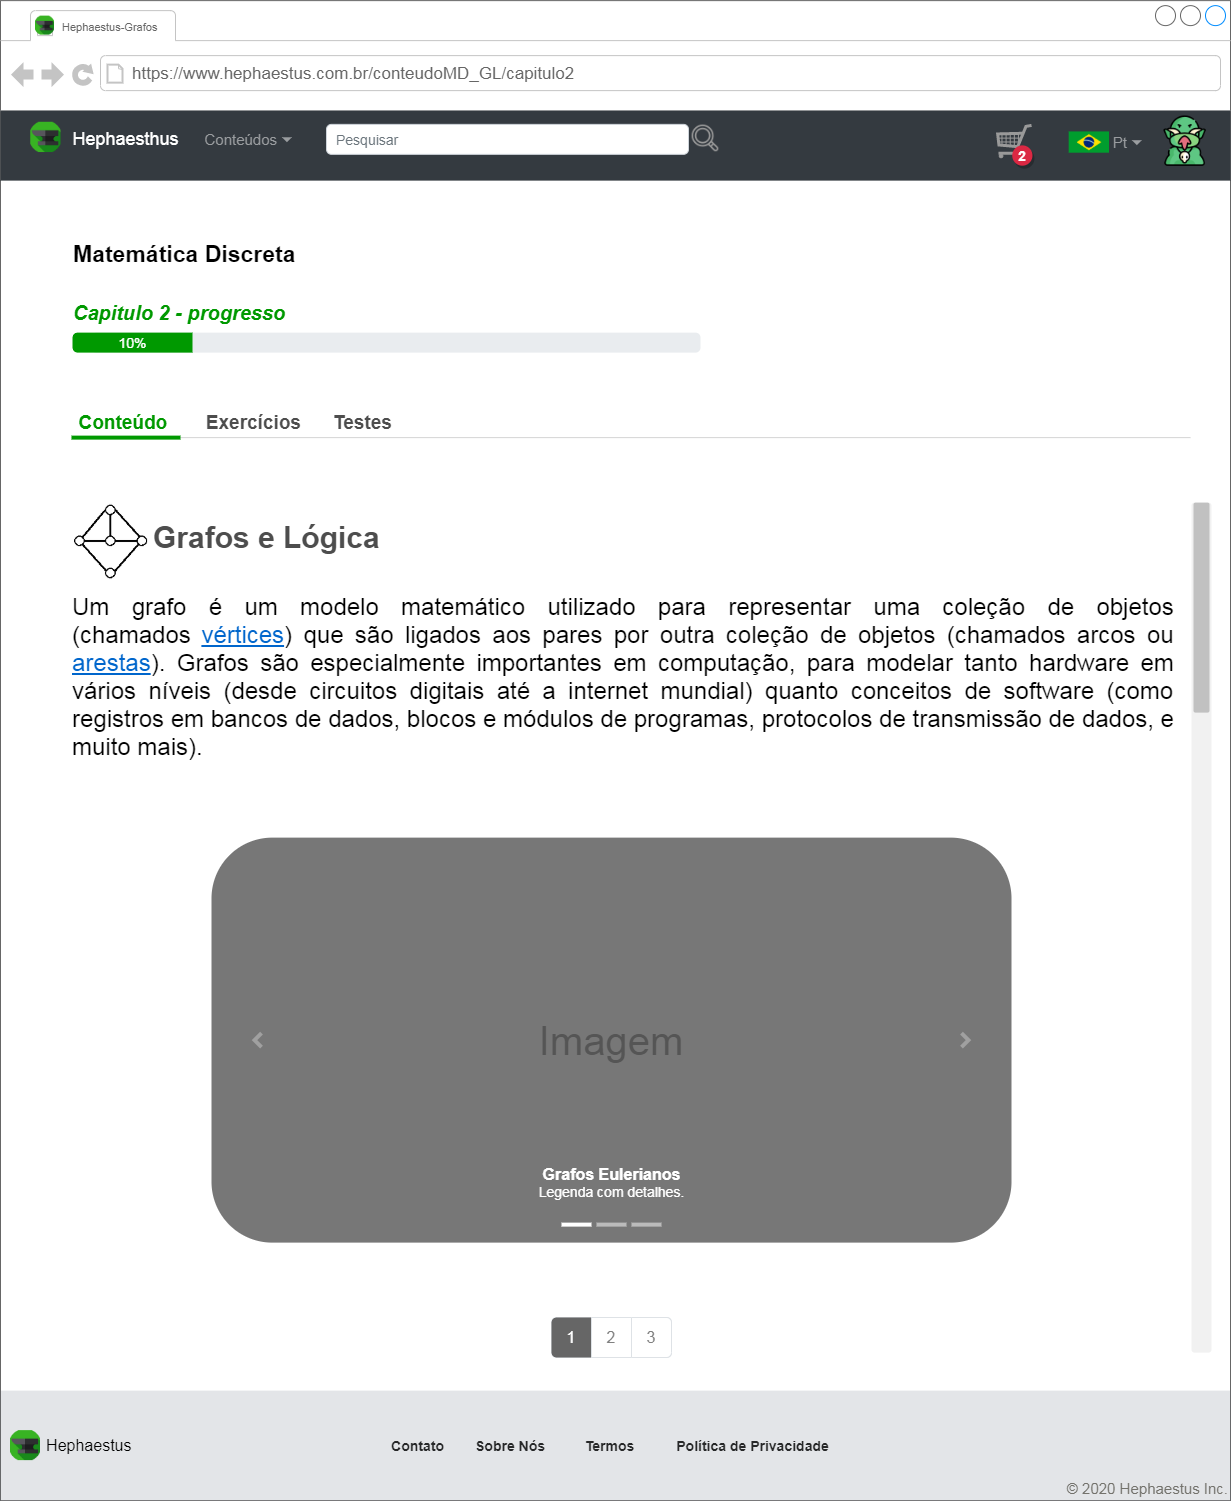 Hephaestus-Grafos
https://www.hephaestus.com.br/conteudoMD_GL/capitulo2
Hephaesthus
Conteúdos
Pesquisar
2
Pt
Matemática Discreta
Capitulo 2 - progresso
10%
Conteúdo
Exercícios
Testes
Grafos e Lógica
Um grafo é um modelo matemático utilizado para representar uma coleção de objetos
(chamados vértices) que são ligados aos pares por outra coleção de objetos (chamados arcos ou
arestas). Grafos são especialmente importantes em computação, para modelar tanto hardware em
vários níveis (desde circuitos digitais até a internet mundial) quanto conceitos de software (como
registros em bancos de dados, blocos e módulos de programas, protocolos de transmissão de dados, e
muito mais).
Imagem
Grafos Eulerianos
Legenda com detalhes.
1 2 3
Hephaestus
Contato
Sobre Nós
Termos
Política de Privacidade
© 2020 Hephaestus Inc.